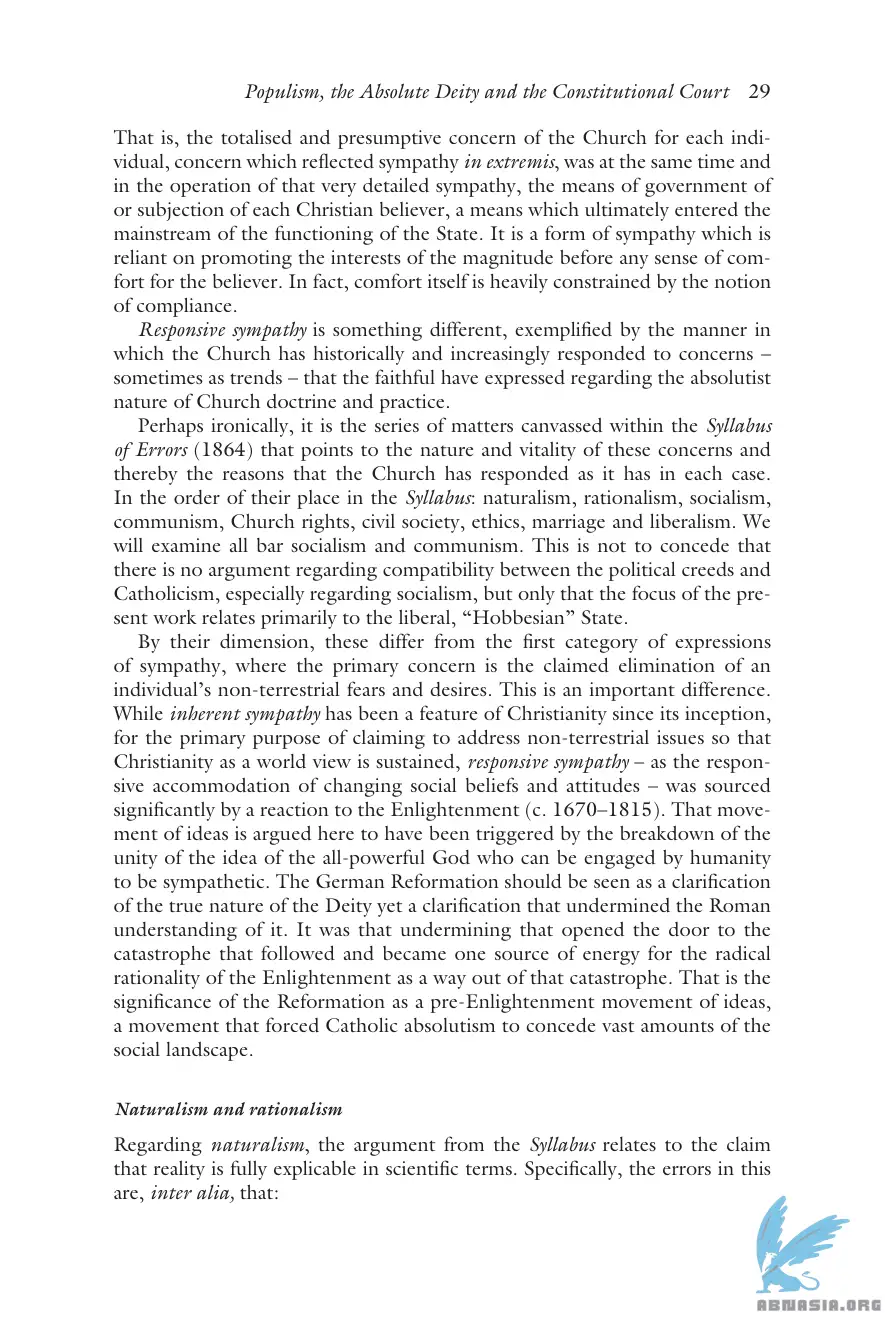 Populism, the Absolute Deity and the Constitutional Court 29
That is, the totalised and presumptive concern of the Church for each indi-
vidual, concern which reflected sympathy in extremis, was at the same time and
in the operation of that very detailed sympathy, the means of government of
or subjection of each Christian believer, a means which ultimately entered the
mainstream of the functioning of the State. It is a form of sympathy which is
reliant on promoting the interests of the magnitude before any sense of com-
fort for the believer. In fact, comfort itself is heavily constrained by the notion
of compliance.
Responsive sympathy is something different, exemplified by the manner in
which the Church has historically and increasingly responded to concerns –
sometimes as trends – that the faithful have expressed regarding the absolutist
nature of Church doctrine and practice.
Perhaps ironically, it is the series of matters canvassed within the Syllabus
of Errors (1864) that points to the nature and vitality of these concerns and
thereby the reasons that the Church has responded as it has in each case.
In the order of their place in the Syllabus: naturalism, rationalism, socialism,
communism, Church rights, civil society, ethics, marriage and liberalism. We
will examine all bar socialism and communism. This is not to concede that
there is no argument regarding compatibility between the political creeds and
Catholicism, especially regarding socialism, but only that the focus of the pre-
sent work relates primarily to the liberal, “Hobbesian” State.
By their dimension, these differ from the first category of expressions
of sympathy, where the primary concern is the claimed elimination of an
individual’s non-terrestrial fears and desires. This is an important difference.
While inherent sympathy has been a feature of Christianity since its inception,
for the primary purpose of claiming to address non-terrestrial issues so that
Christianity as a world view is sustained, responsive sympathy – as the respon-
sive accommodation of changing social beliefs and attitudes – was sourced
significantly by a reaction to the Enlightenment (c. 1670–1815). That move-
ment of ideas is argued here to have been triggered by the breakdown of the
unity of the idea of the all-powerful God who can be engaged by humanity
to be sympathetic. The German Reformation should be seen as a clarification
of the true nature of the Deity yet a clarification that undermined the Roman
understanding of it. It was that undermining that opened the door to the
catastrophe that followed and became one source of energy for the radical
rationality of the Enlightenment as a way out of that catastrophe. That is the
significance of the Reformation as a pre-Enlightenment movement of ideas,
a movement that forced Catholic absolutism to concede vast amounts of the
social landscape.
Naturalism and rationalism
Regarding naturalism, the argument from the Syllabus relates to the claim
that reality is fully explicable in scientific terms. Specifically, the errors in this
are, inter alia, that:
ABNASIA.ORG